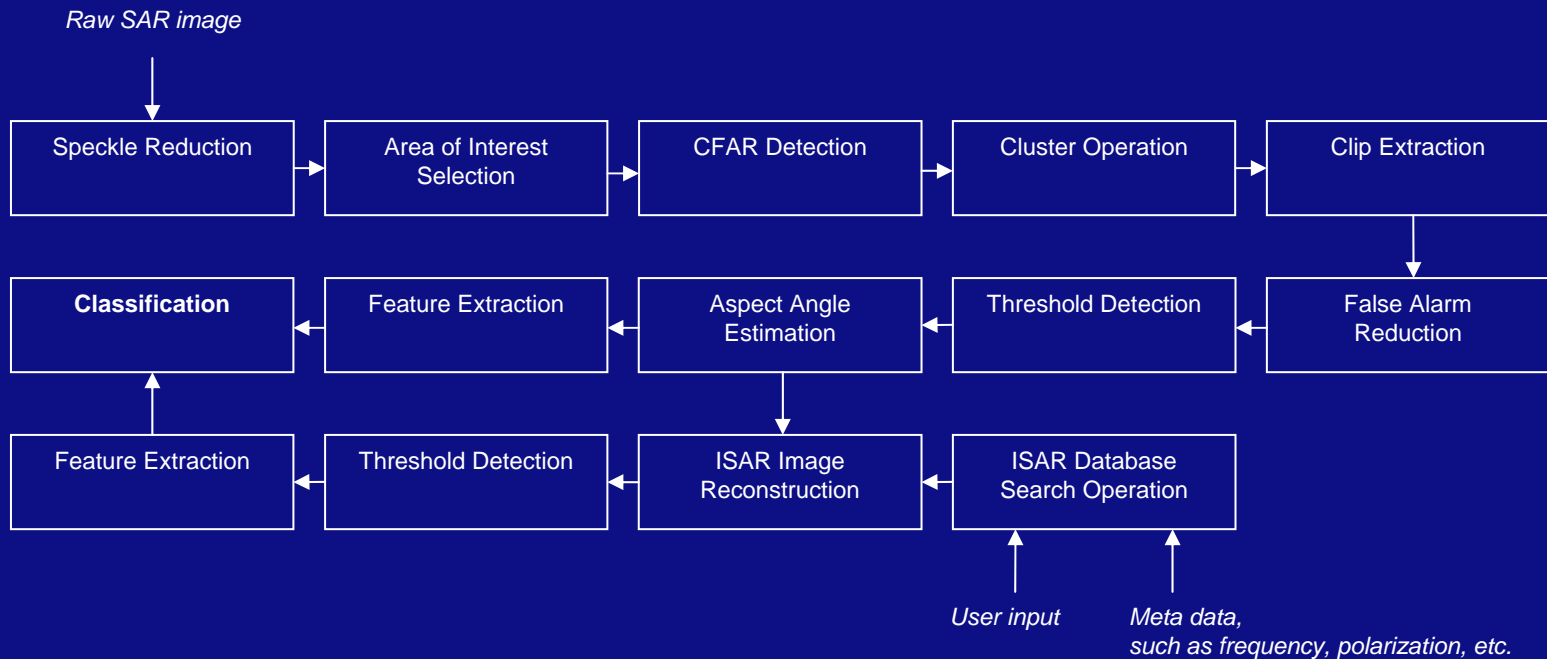 Raw SAR image
Speckle Reduction
Area of Interest
Selection
CFAR Detection
Cluster Operation
Clip Extraction
Classification
Feature Extraction
Aspect Angle
Estimation
Threshold Detection
False Alarm
Reduction
Feature Extraction
Threshold Detection
ISAR Image
Reconstruction
ISAR Database
Search Operation
User input
Meta data,
such as frequency, polarization, etc.